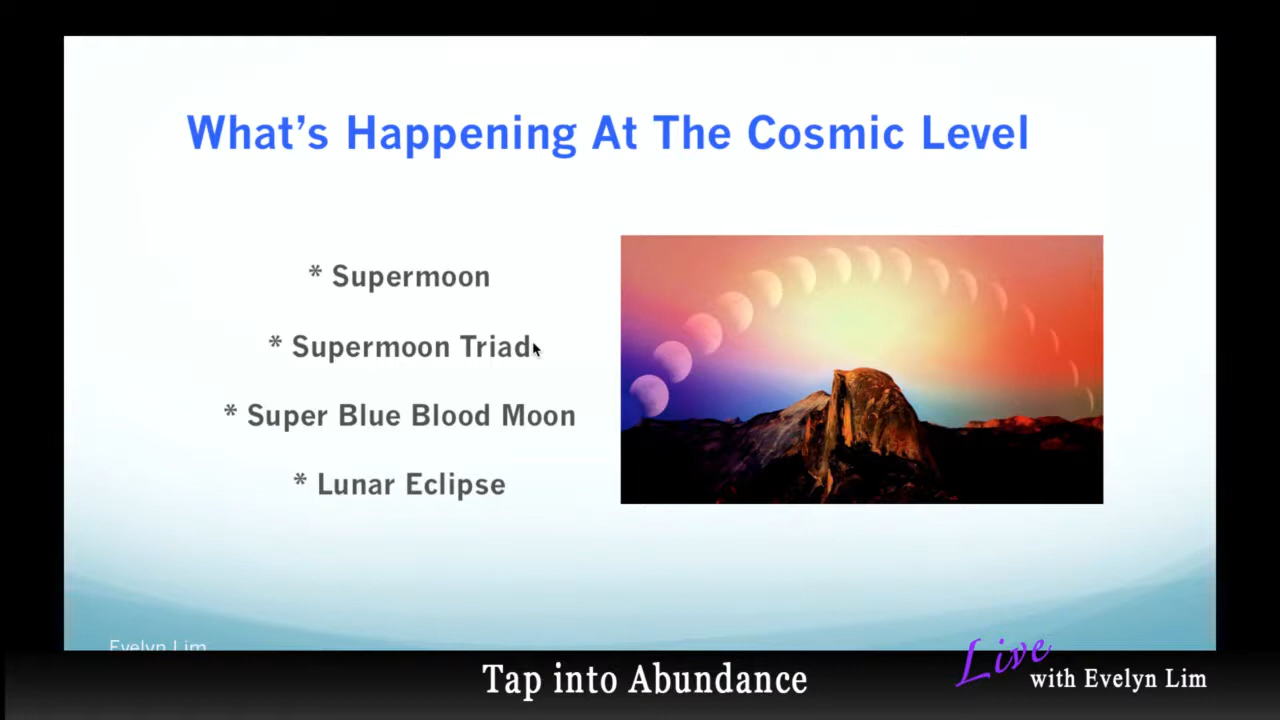 What's Happening At The Cosmic Level
* Supermoon
* Supermoon Triad
* Super Blue Blood Moon
* Lunar Eclipse
Evelyn Lim
Tap into Abundance
Live
with Evelyn Lim